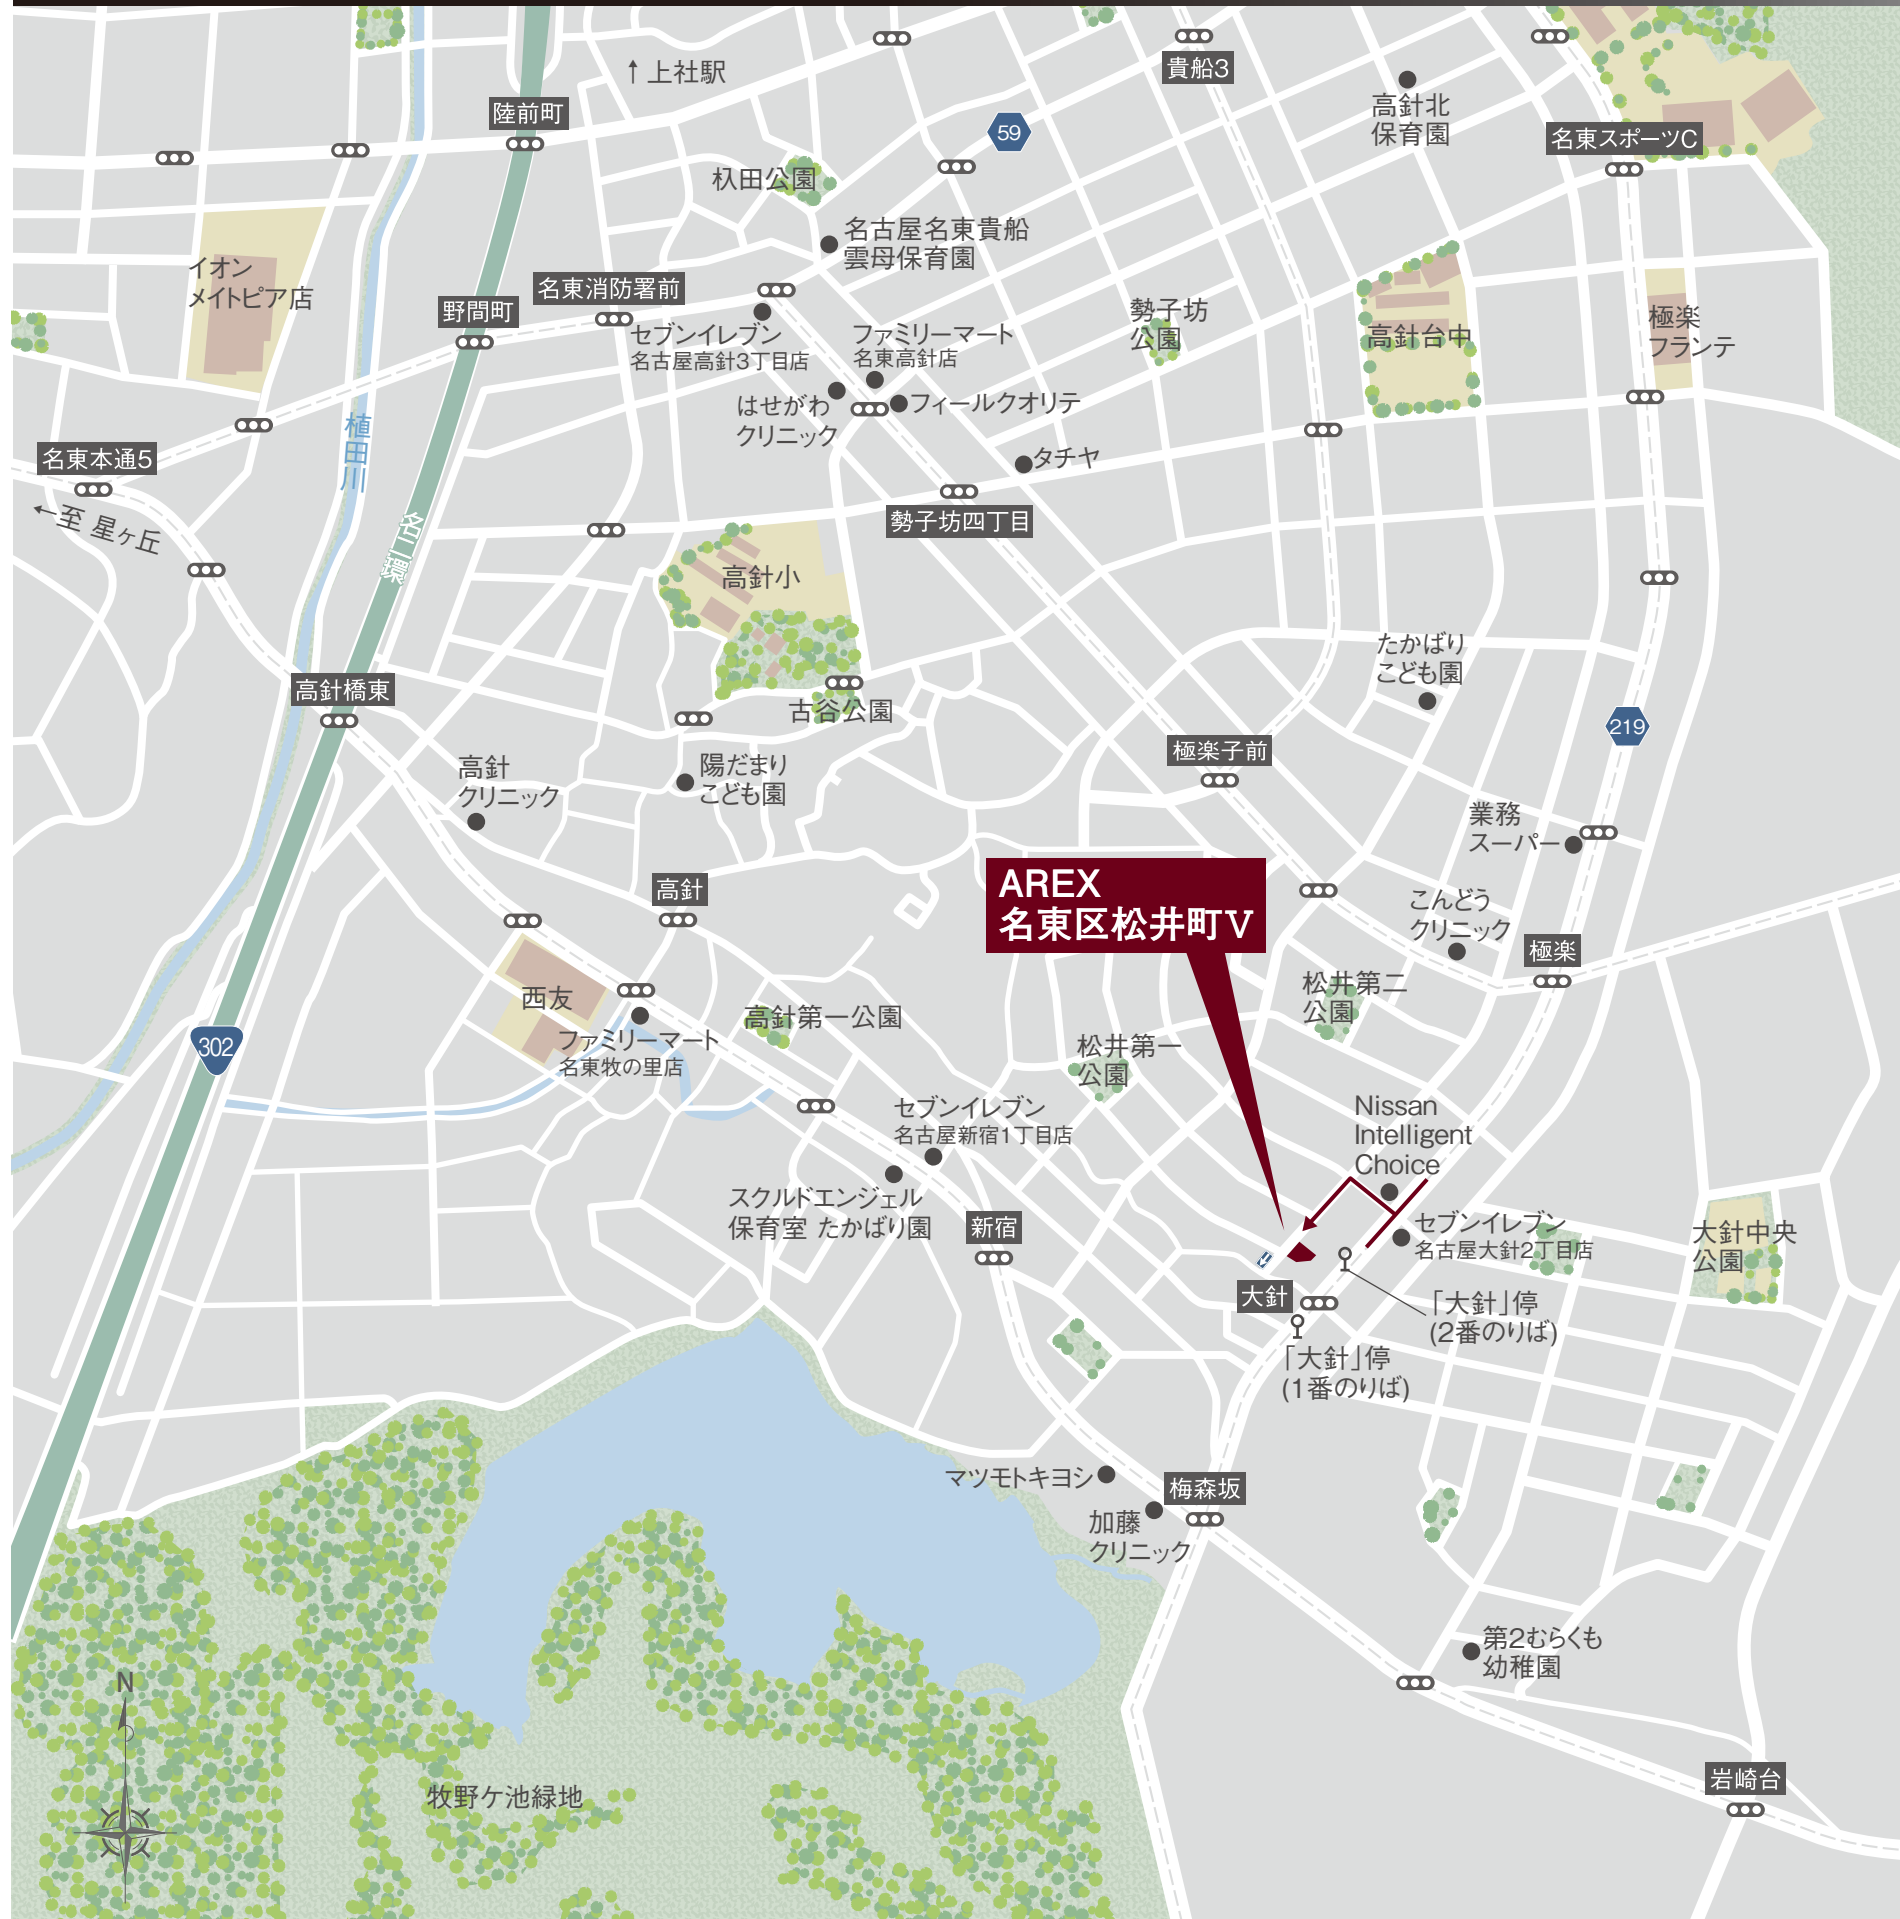 ↑上社駅
貴船3
高針北
保育園
陸前町
59
名東スポーツC
杁田公園
名古屋名東貴船
雲母保育園
イオン
メイトピア店
名東消防署前
野間町
セブンイレブン
名古屋高針3丁目店
ファミリーマート
名東高針店
勢子坊
公園
高針台中
極楽
フランテ
はせがわ
クリニック
フィールクオリテ
植田川
名東本通5
タチヤ
←至 星ヶ丘
勢子坊四丁目
名二環
高針小
たかばり
こども園
高針橋東
古谷公園
219
極楽子前
高針
クリニック
陽だまり
こども園
業務
スーパー
高針
AREX
名東区松井町Ⅴ
こんどう
クリニック
極楽
西友
松井第二
公園
302
ファミリーマート
名東牧の里店
高針第一公園
松井第一
公園
セブンイレブン
名古屋新宿1丁目店
Nissan
Intelligent
Choice
スクルドエンジェル
保育室 たかばり園
新宿
セブンイレブン
名古屋大針2丁目店
大針中央
公園
大針
「大針」停
(2番のりば)
「大針」停
(1番のりば)
マツモトキヨシ
梅森坂
加藤
クリニック
第2むらくも
幼稚園
N
岩崎台
牧野ケ池緑地